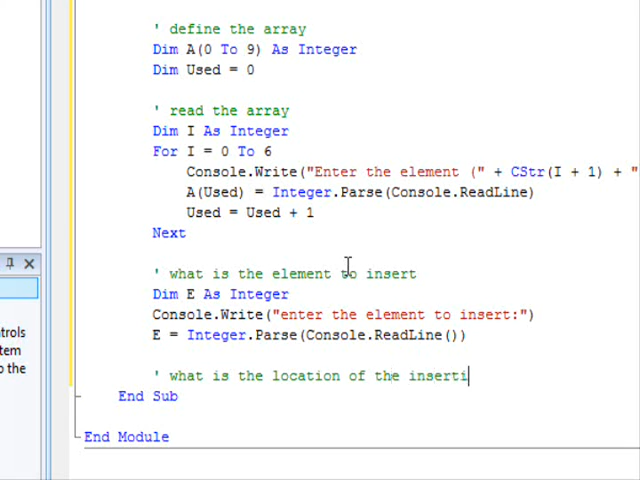 ' define the array
Dim A(0 To 9) As Integer
Dim Used = 0
' read the array
Dim I As Integer
For I = 0 To 6
Console.Write("Enter the element (" + CStr(I + 1) + "
A(Used) = Integer.Parse(Console.ReadLine)
Used = Used + 1
Next
' what is the element to insert
Dim E As Integer
Console.Write("enter the element to insert:")
E = Integer.Parse(Console.ReadLine())
' what is the location of the inserti
End Sub
End Module
ntrols
tem
o the